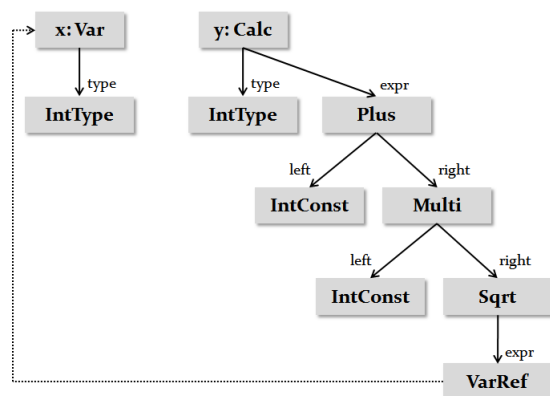 x: Var
y: Calc
type
type
expr
IntType
IntType
Plus
left
right
IntConst
Multi
left
right
IntConst
Sqrt
expr
VarRef